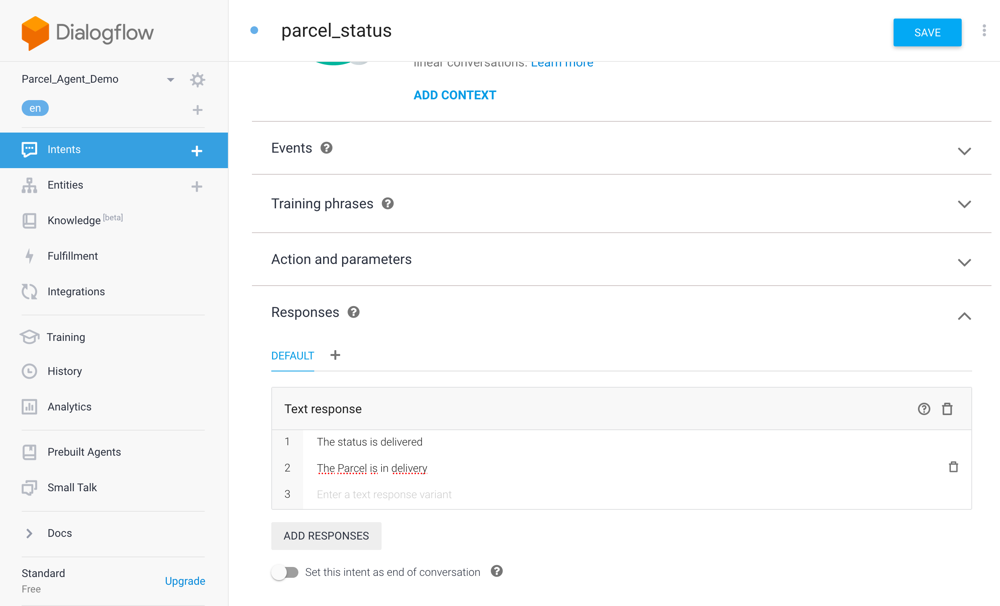 Dialogflow
parcel_status
SAVE
linear conversations. Learn more
Parcel_Agent_Demo
en
ADD CONTEXT
Intents
Events
Entities
Training phrases
Knowledge [beta]
Fulfillment
Action and parameters
Integrations
Responses
Training
DEFAULT
History
Analytics
Text response
1 The status is delivered
Prebuilt Agents
2 The Parcel is in delivery
Small Talk
3 Enter a text response variant
Docs
ADD RESPONSES
Standard
Set this intent as end of conversation
Upgrade
Free